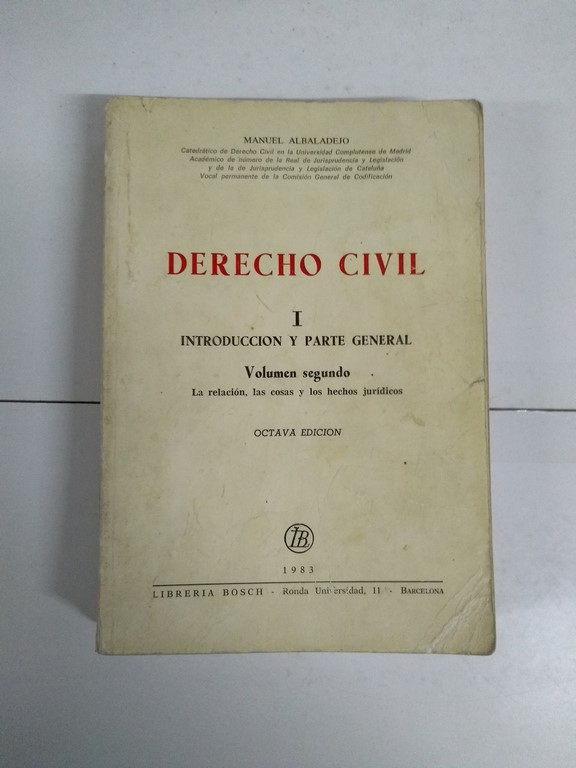 MANUEL ALBALADEJO
Catedrático de Derecho Civil en la Universidad Complutense de Madrid
Académico de número de la Real de Jurisprudencia y Legislación
y de la de Jurisprudencia y Legislación de Cataluña
Vocal permanente de la Comisión General de Codificación
DERECHO CIVIL
I
INTRODUCCION Y PARTE GENERAL
Volumen segundo
La relación, las cosas y los hechos jurídicos
OCTAVA EDICION
LB
1983
LIBRERIA BOSCH - Ronda Universidad, 11 - BARCELONA